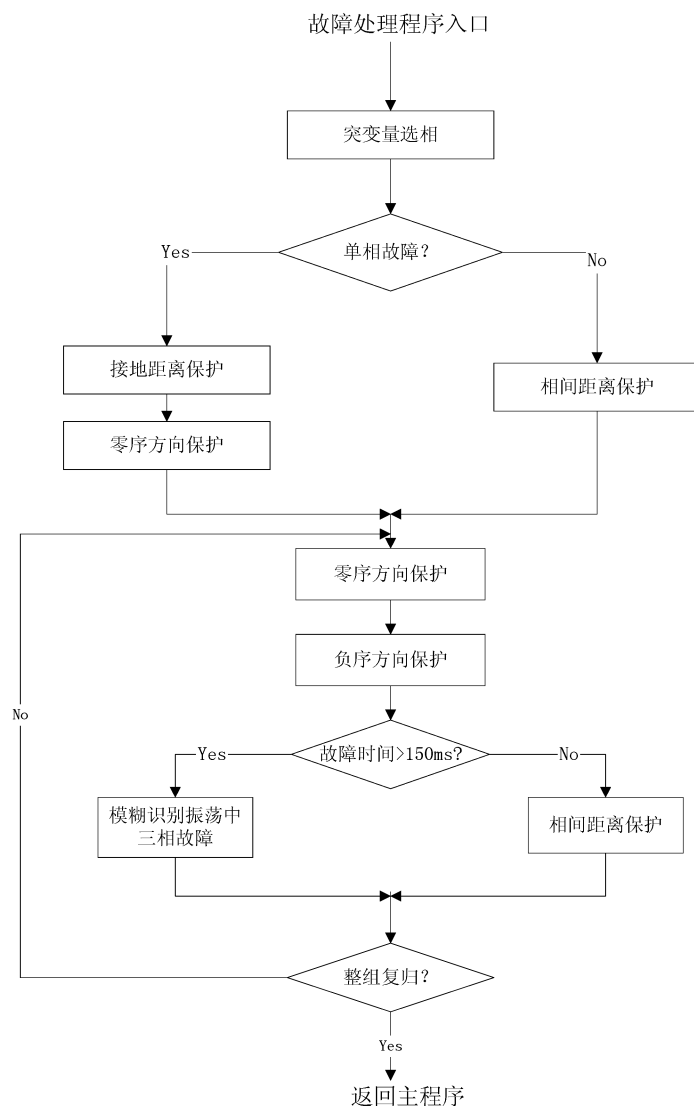 故障处理程序入口
突变量选相
单相故障?
Yes
No
接地距离保护
相间距离保护
零序方向保护
零序方向保护
负序方向保护
No
故障时间>150ms?
Yes
No
模糊识别振荡中
三相故障
相间距离保护
整组复归?
Yes
返回主程序